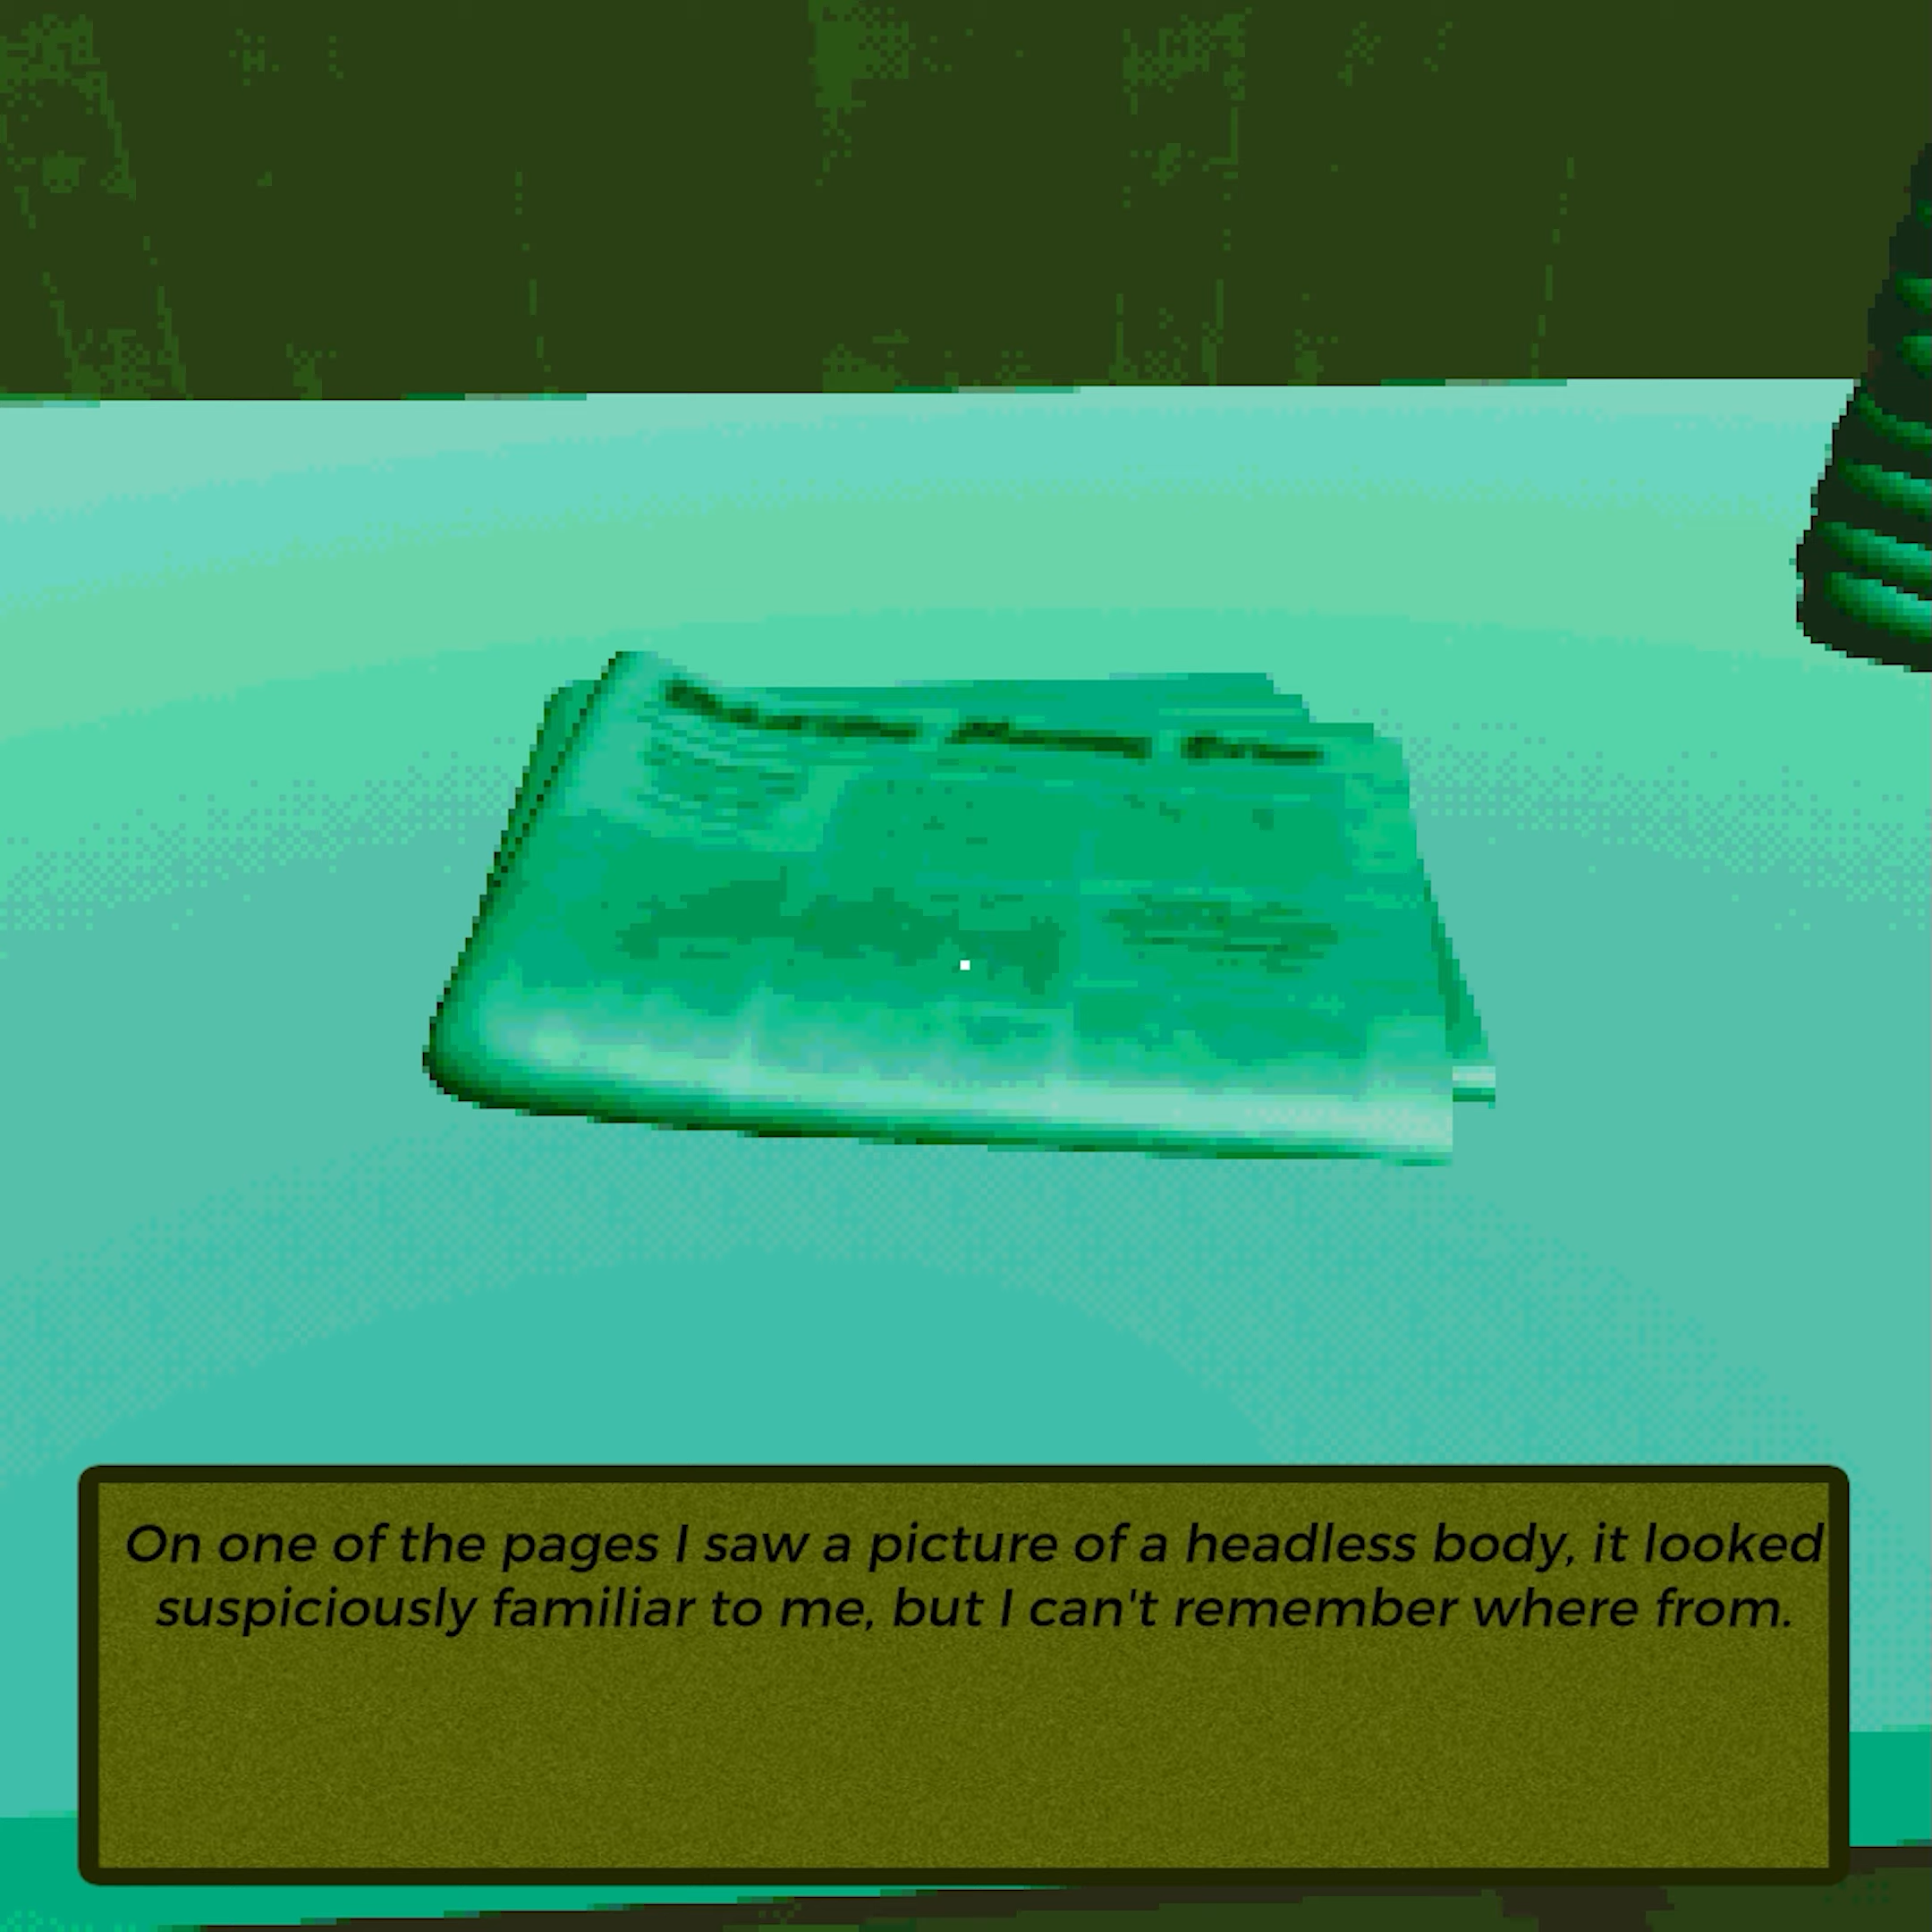 On one of the pages I saw a picture of a headless body, it looked
suspiciously familiar to me, but I can't remember where from.